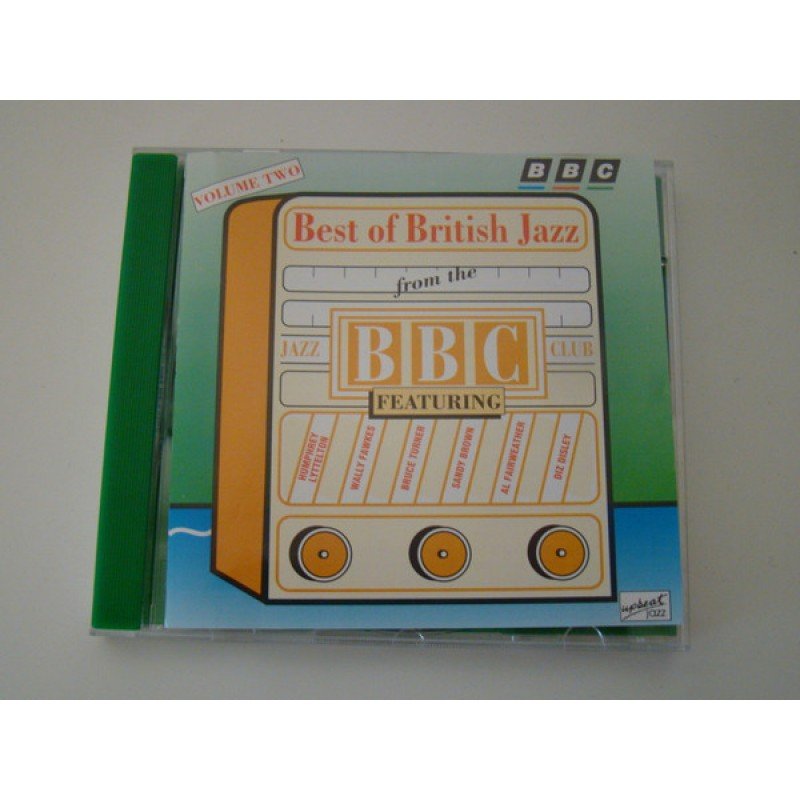 VOLUME TWO
BBC
Best of British Jazz
from the
JAZZ BBC CLUB
FEATURING
HUMPHREY
LYTTELTON
WALLY FAWKES
BRUCE TURNER
SANDY BROWN
AL FAIRWEATHER
DIZ DISLEY
upbeat
jazz